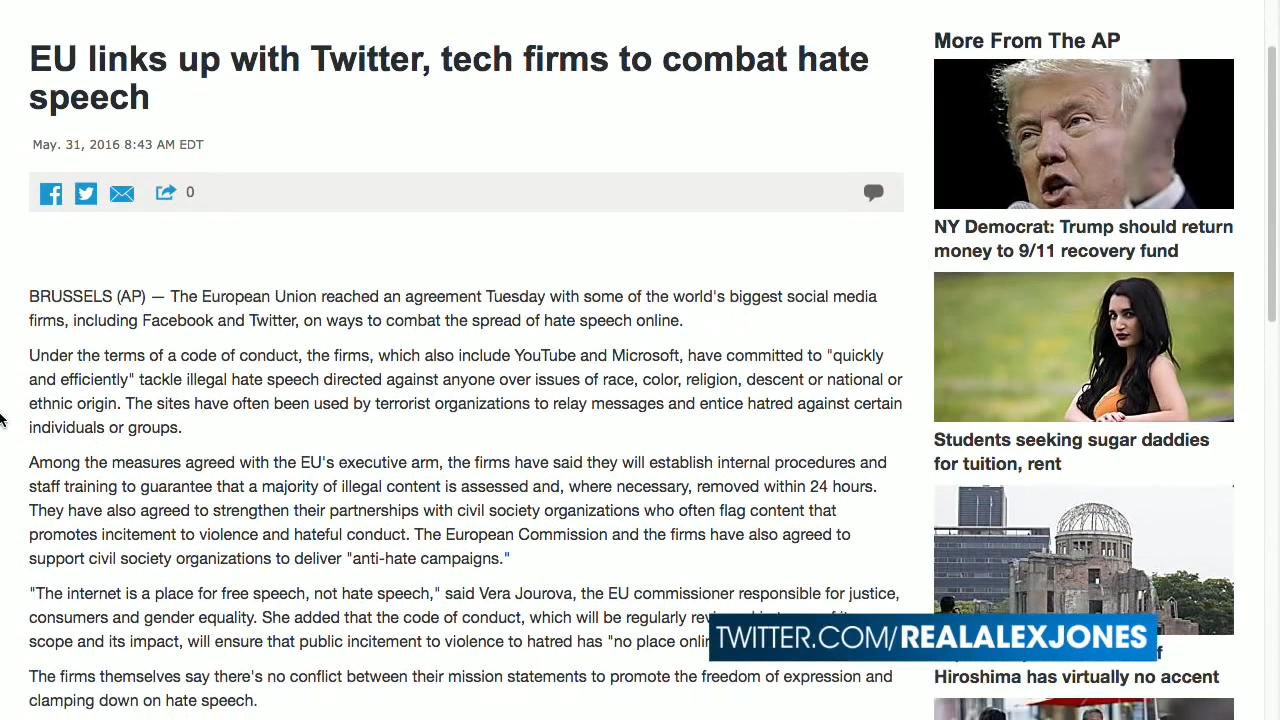 EU links up with Twitter, tech firms to combat hate
speech
May. 31, 2016 8:43 AM EDT
0
BRUSSELS (AP) — The European Union reached an agreement Tuesday with some of the world's biggest social media
firms, including Facebook and Twitter, on ways to combat the spread of hate speech online.
Under the terms of a code of conduct, the firms, which also include YouTube and Microsoft, have committed to "quickly
and efficiently" tackle illegal hate speech directed against anyone over issues of race, color, religion, descent or national or
ethnic origin. The sites have often been used by terrorist organizations to relay messages and entice hatred against certain
individuals or groups.
Among the measures agreed with the EU's executive arm, the firms have said they will establish internal procedures and
staff training to guarantee that a majority of illegal content is assessed and, where necessary, removed within 24 hours.
They have also agreed to strengthen their partnerships with civil society organizations who often flag content that
promotes incitement to violence and hateful conduct. The European Commission and the firms have also agreed to
support civil society organizations to deliver "anti-hate campaigns."
"The internet is a place for free speech, not hate speech," said Vera Jourova, the EU commissioner responsible for justice,
consumers and gender equality. She added that the code of conduct, which will be regularly
scope and its impact, will ensure that public incitement to violence to hatred has "no place
The firms themselves say there's no conflict between their mission statements to promote the freedom of expression and
clamping down on hate speech.
More From The AP
NY Democrat: Trump should return
money to 9/11 recovery fund
Students seeking sugar daddies
for tuition, rent
Hiroshima has virtually no accent
TWITTER.COM/REALALEXJONES